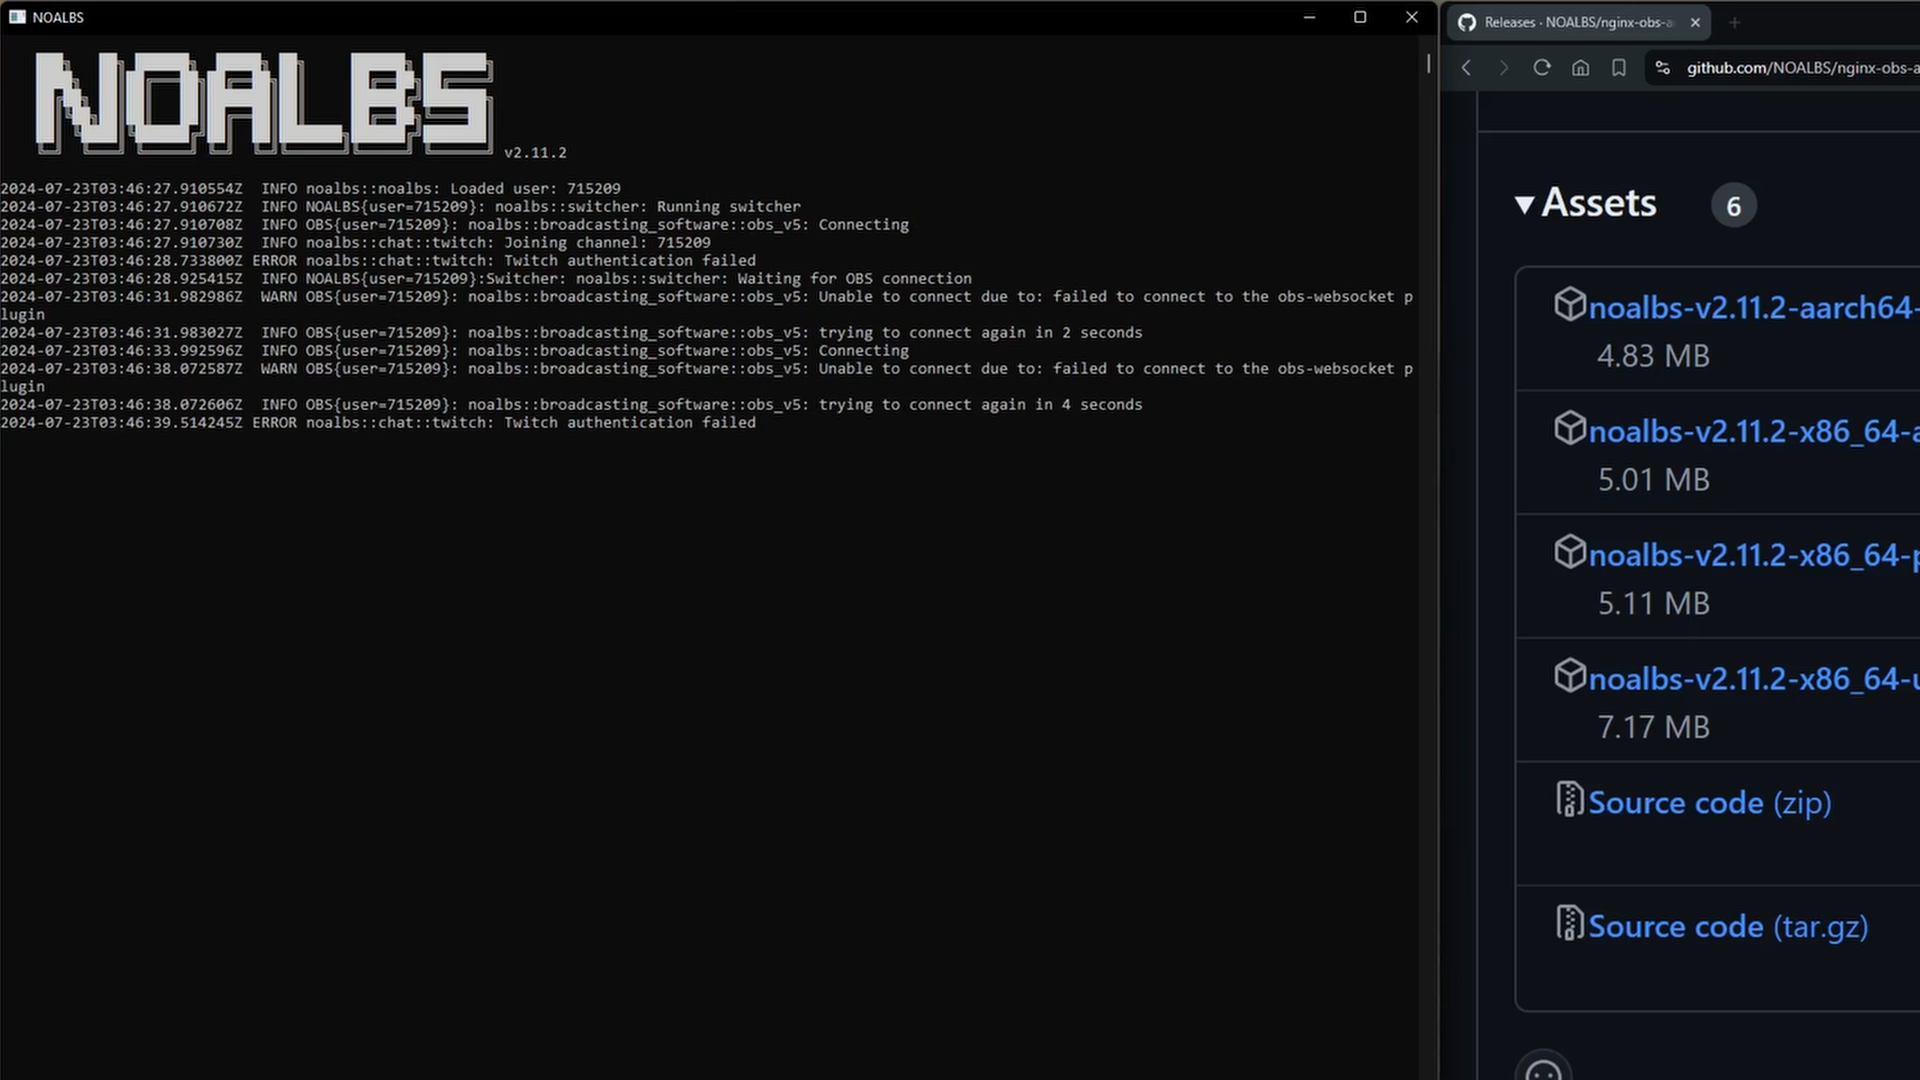 NOALBS
NOALBS
v2.11.2
2024-07-23T03:46:27.910554Z  INFO noalbs::noalbs: Loaded user: 715209
2024-07-23T03:46:27.910672Z  INFO NOALBS{user=715209}: noalbs::switcher: Running switcher
2024-07-23T03:46:27.910708Z  INFO OBS{user=715209}: noalbs::broadcasting_software::obs_v5: Connecting
2024-07-23T03:46:27.910730Z  INFO noalbs::chat::twitch: Joining channel: 715209
2024-07-23T03:46:28.733800Z ERROR noalbs::chat::twitch: Twitch authentication failed
2024-07-23T03:46:28.925415Z  INFO NOALBS{user=715209}:Switcher: noalbs::switcher: Waiting for OBS connection
2024-07-23T03:46:31.982986Z  WARN OBS{user=715209}: noalbs::broadcasting_software::obs_v5: Unable to connect due to: failed to connect to the obs-websocket p
lugin
2024-07-23T03:46:31.983027Z  INFO OBS{user=715209}: noalbs::broadcasting_software::obs_v5: trying to connect again in 2 seconds
2024-07-23T03:46:33.992596Z  INFO OBS{user=715209}: noalbs::broadcasting_software::obs_v5: Connecting
2024-07-23T03:46:38.072587Z  WARN OBS{user=715209}: noalbs::broadcasting_software::obs_v5: Unable to connect due to: failed to connect to the obs-websocket p
lugin
2024-07-23T03:46:38.072606Z  INFO OBS{user=715209}: noalbs::broadcasting_software::obs_v5: trying to connect again in 4 seconds
2024-07-23T03:46:39.514245Z ERROR noalbs::chat::twitch: Twitch authentication failed
Releases · NOALBS/nginx-obs-a
github.com/NOALBS/nginx-obs-a
Assets 6
noalbs-v2.11.2-aarch64-
4.83 MB
noalbs-v2.11.2-x86_64-a
5.01 MB
noalbs-v2.11.2-x86_64-p
5.11 MB
noalbs-v2.11.2-x86_64-u
7.17 MB
Source code (zip)
Source code (tar.gz)